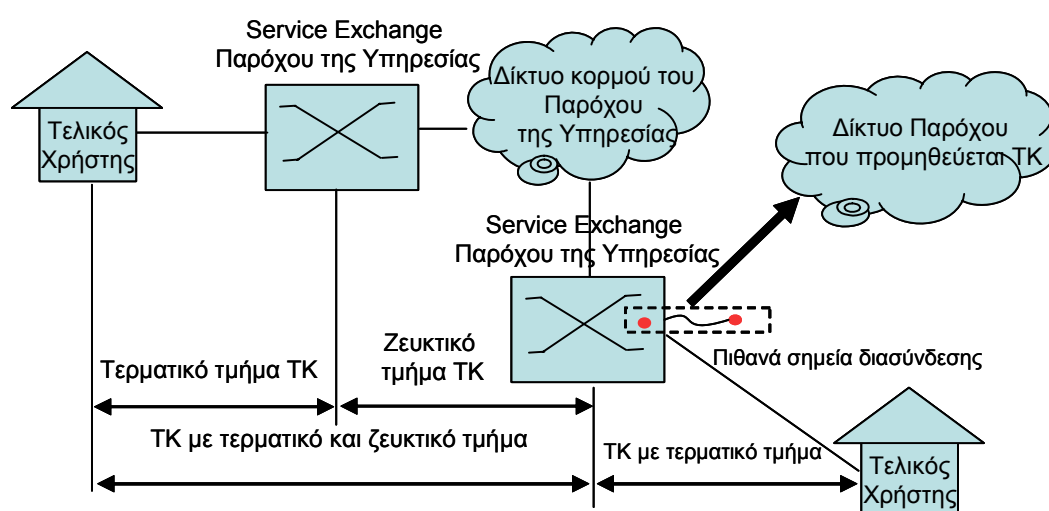 Service Exchange
Παρόχου της Υπηρεσίας
Τελικός
Χρήστης
Δίκτυο κορμού του
Παρόχου
της Υπηρεσίας
Δίκτυο Παρόχου
που προμηθεύεται ΤΚ
Service Exchange
Παρόχου της Υπηρεσίας
Τερματικό τμήμα ΤΚ
Ζευκτικό
τμήμα ΤΚ
Πιθανά σημεία διασύνδεσης
ΤΚ με τερματικό και ζευκτικό τμήμα
ΤΚ με τερματικό τμήμα
Τελικός
Χρήστης